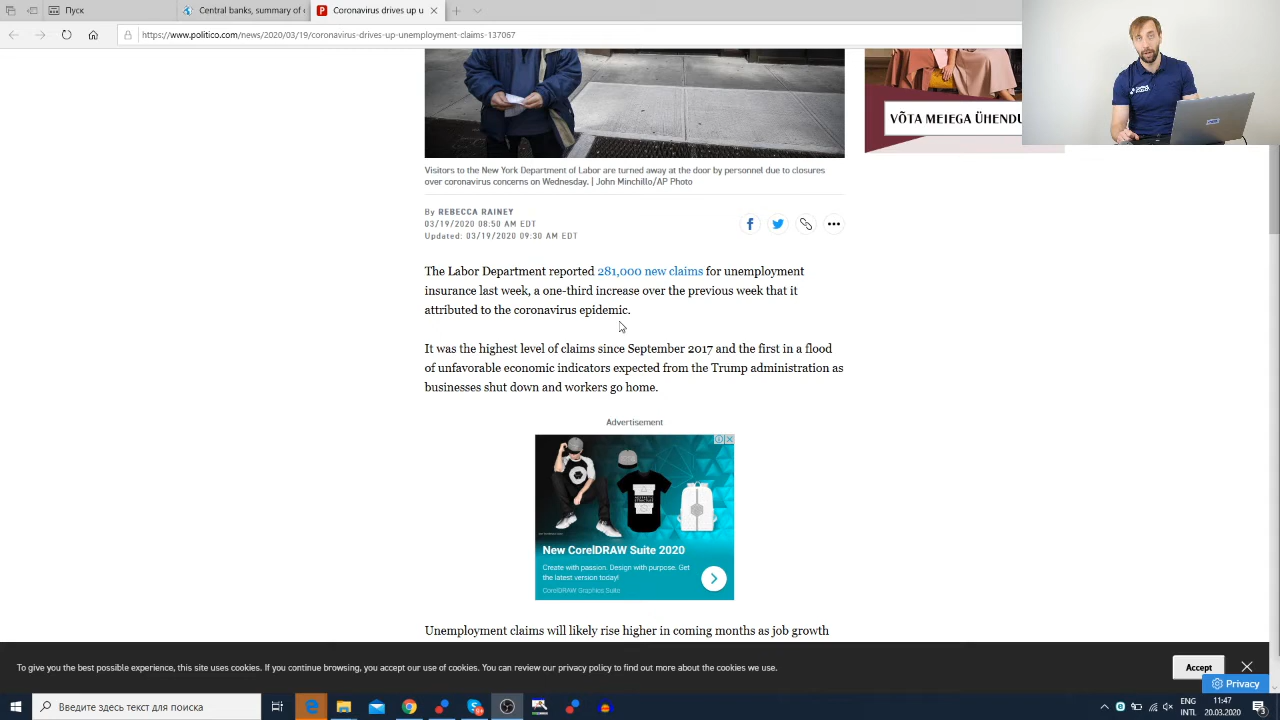 Пуск
Central banks, summary of c
Coronavirus drives up u
https://www.politico.com/news/2020/03/19/coronavirus-drives-up-unemployment-claims-137067
VÕTA MEIEGA ÜHENDU
Visitors to the New York Department of Labor are turned away at the door by personnel due to closures
over coronavirus concerns on Wednesday. | John Minchillo/AP Photo
By REBECCA RAINEY
03/19/2020 08:50 AM EDT
Updated: 03/19/2020 09:30 AM EDT
The Labor Department reported 281,000 new claims for unemployment
insurance last week, a one-third increase over the previous week that it
attributed to the coronavirus epidemic.
It was the highest level of claims since September 2017 and the first in a flood
of unfavorable economic indicators expected from the Trump administration as
businesses shut down and workers go home.
Advertisement
New CorelDRAW Suite 2020
Create with passion. Design with purpose. Get
the latest version today!
CorelDRAW Graphics Suite
Unemployment claims will likely rise higher in coming months as job growth
To give you the best possible experience, this site uses cookies. If you continue browsing, you accept our use of cookies. You can review our privacy policy to find out more about the cookies we use.
Accept
Privacy
Введите здесь текст для поиска
INTL
11:47
20.03.2020